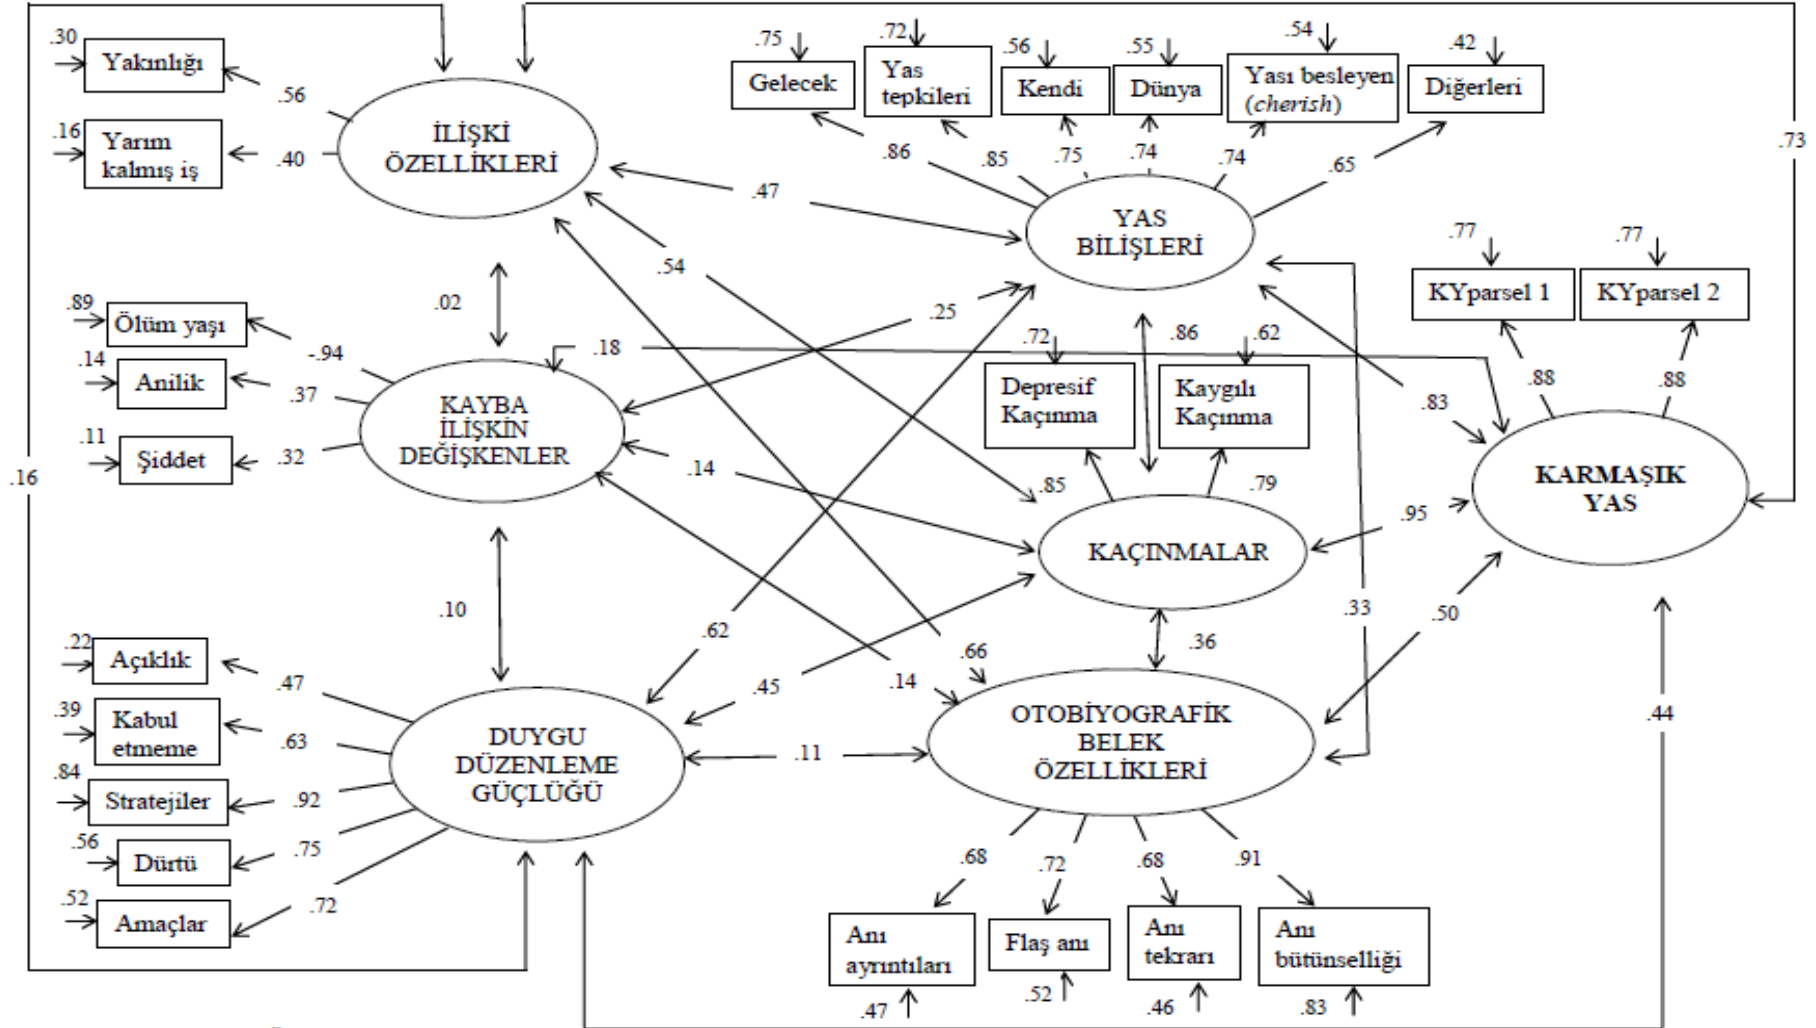 .30
Yakınlığı
.56
.16
Yarım
kalmış iş
.40
İLİŞKİ
ÖZELLİKLERİ
.75
Gelecek
.72
Yas
tepkileri
.56
Kendi
.55
Dünya
.54
Yası besleyen
(cherish)
.42
Diğerleri
.86
.85
.75
.74
.74
.65
.73
.47
YAS
BİLİŞLERİ
.54
.02
.25
.77
KYparsel 1
.77
KYparsel 2
.89
Ölüm yaşı
-.94
.14
Anilik
.37
.11
Şiddet
.32
.18
KAYBA
İLİŞKİN
DEĞİŞKENLER
.72
.86
.62
Depresif
Kaçınma
Kaygılı
Kaçınma
.88
.88
.83
.16
.14
.85
.79
KARMAŞIK
YAS
.95
KAÇINMALAR
.10
.62
.33
.50
.36
.66
.45
.14
.44
.22
Açıklık
.47
.39
Kabul
etmeme
.63
.84
Stratejiler
.92
.56
Dürtü
.75
.52
Amaçlar
.72
DUYGU
DÜZENLEME
GÜÇLÜĞÜ
.11
OTOBİYOGRAFİK
BELEK
ÖZELLİKLERİ
.68
.72
.68
.91
Anı
ayrıntıları
Flaş anı
Anı
tekrarı
Anı
bütünselliği
.47
.52
.46
.83